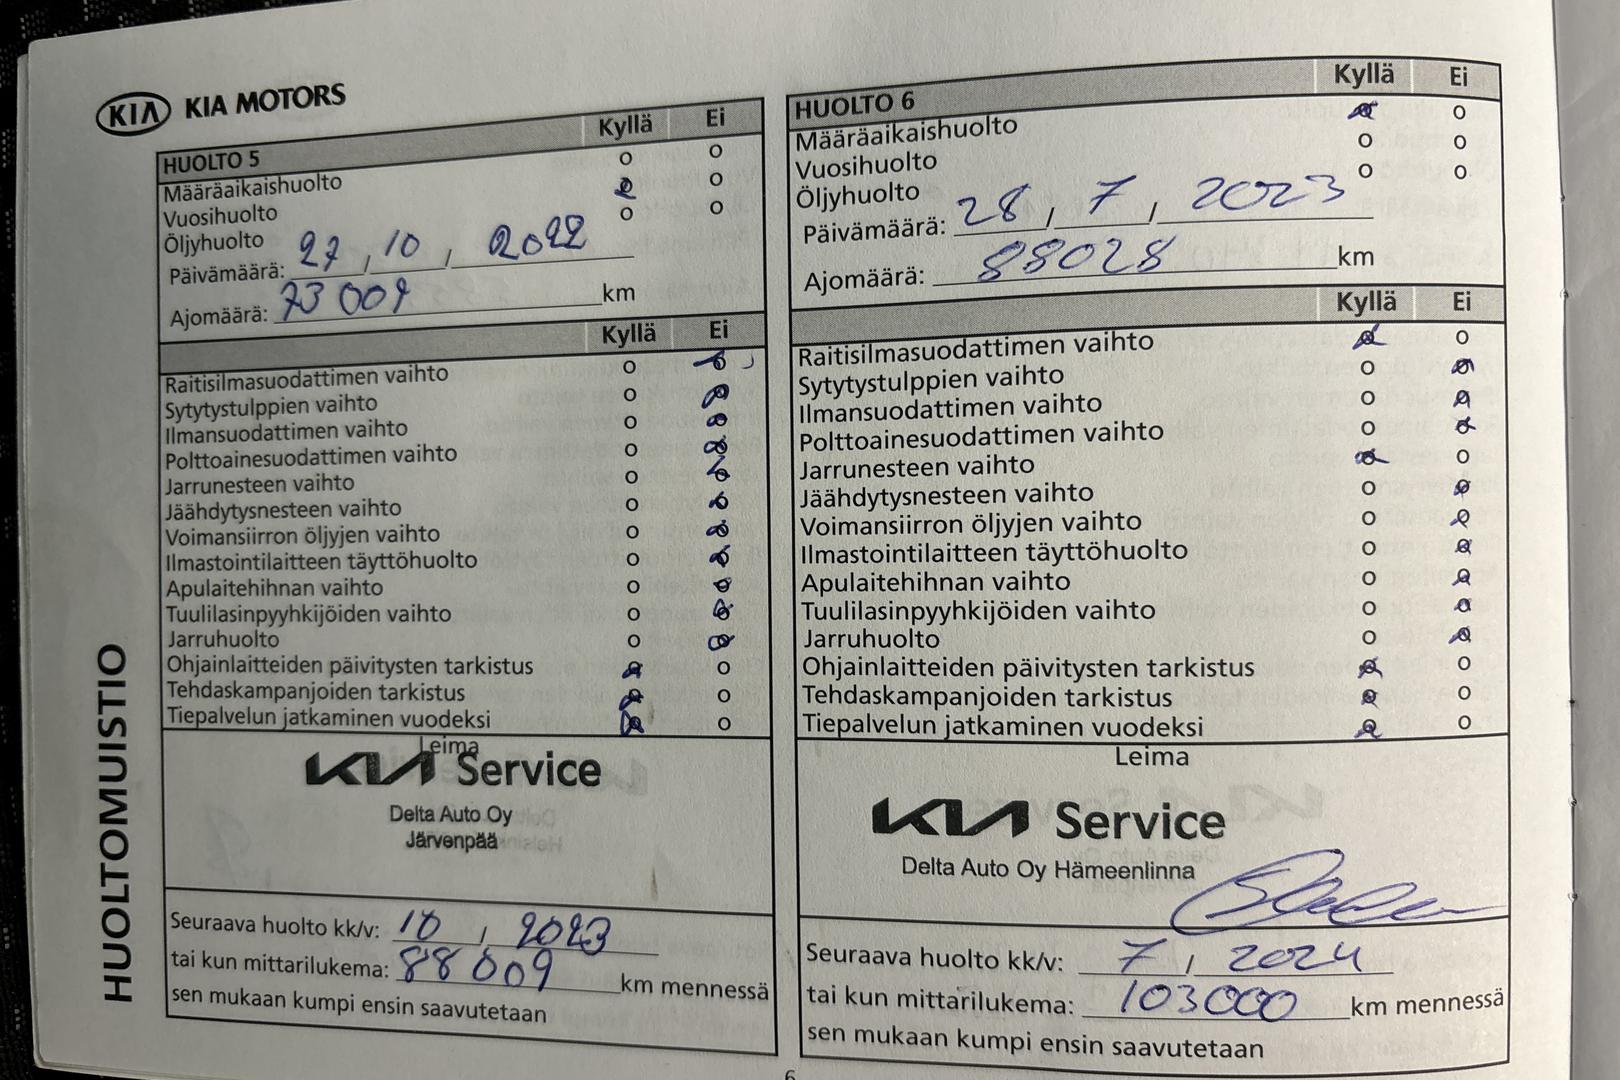 KIA KIA MOTORS
HUOLTOMUISTIO
HUOLTO 5 Kyllä Ei
Määräaikaishuolto o o
Vuosihuolto o o
Öljyhuolto o o
Päivämäärä: 27, 10, 2022
Ajomäärä: 73 009 km
Kyllä Ei
Raitisilmasuodattimen vaihto o o
Sytytystulppien vaihto o o
Ilmansuodattimen vaihto o o
Polttoainesuodattimen vaihto o o
Jarrunesteen vaihto o o
Jäähdytysnesteen vaihto o o
Voimansiirron öljyjen vaihto o o
Ilmastointilaitteen täyttöhuolto o o
Apulaitehihnan vaihto o o
Tuulilasinpyyhkijöiden vaihto o o
Jarruhuolto o o
Ohjainlaitteiden päivitysten tarkistus o o
Tehdaskampanjoiden tarkistus o o
Tiepalvelun jatkaminen vuodeksi o o
Leima
KIA Service
Delta Auto Oy
Järvenpää
Seuraava huolto kk/v: 10, 2023
tai kun mittarilukema: 88 009 km mennessä
sen mukaan kumpi ensin saavutetaan
HUOLTO 6 Kyllä Ei
Määräaikaishuolto o o
Vuosihuolto o o
Öljyhuolto o o
Päivämäärä: 28, 7, 2023
Ajomäärä: 88028 km
Kyllä Ei
Raitisilmasuodattimen vaihto o o
Sytytystulppien vaihto o o
Ilmansuodattimen vaihto o o
Polttoainesuodattimen vaihto o o
Jarrunesteen vaihto o o
Jäähdytysnesteen vaihto o o
Voimansiirron öljyjen vaihto o o
Ilmastointilaitteen täyttöhuolto o o
Apulaitehihnan vaihto o o
Tuulilasinpyyhkijöiden vaihto o o
Jarruhuolto o o
Ohjainlaitteiden päivitysten tarkistus o o
Tehdaskampanjoiden tarkistus o o
Tiepalvelun jatkaminen vuodeksi o o
Leima
KIA Service
Delta Auto Oy Hämeenlinna
Seuraava huolto kk/v: 7, 2024
tai kun mittarilukema: 103000 km mennessä
sen mukaan kumpi ensin saavutetaan
6